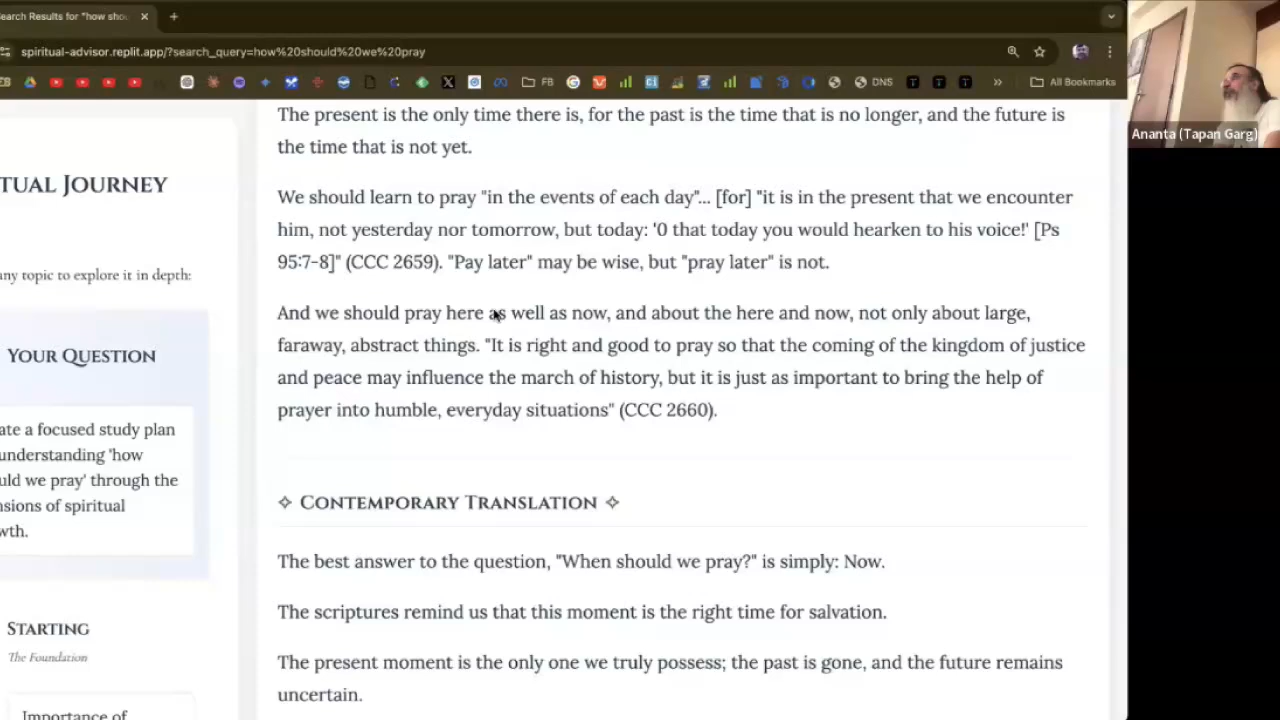 earch Results for "how shou
spiritual-advisor.replit.app/?search_query=how%20should%20we%20pray
FB
DNS
All Bookmarks
Ananta (Tapan Garg)
The present is the only time there is, for the past is the time that is no longer, and the future is
the time that is not yet.
We should learn to pray "in the events of each day"... [for] "it is in the present that we encounter
him, not yesterday nor tomorrow, but today: '0 that today you would hearken to his voice!' [Ps
95:7-8]" (CCC 2659). "Pay later" may be wise, but "pray later" is not.
And we should pray here as well as now, and about the here and now, not only about large,
faraway, abstract things. "It is right and good to pray so that the coming of the kingdom of justice
and peace may influence the march of history, but it is just as important to bring the help of
prayer into humble, everyday situations" (CCC 2660).
✧ Contemporary Translation ✧
The best answer to the question, "When should we pray?" is simply: Now.
The scriptures remind us that this moment is the right time for salvation.
The present moment is the only one we truly possess; the past is gone, and the future remains
uncertain.
tual Journey
any topic to explore it in depth:
Your Question
ate a focused study plan
understanding 'how
uld we pray' through the
nsions of spiritual
wth.
Starting
The Foundation
Importance of